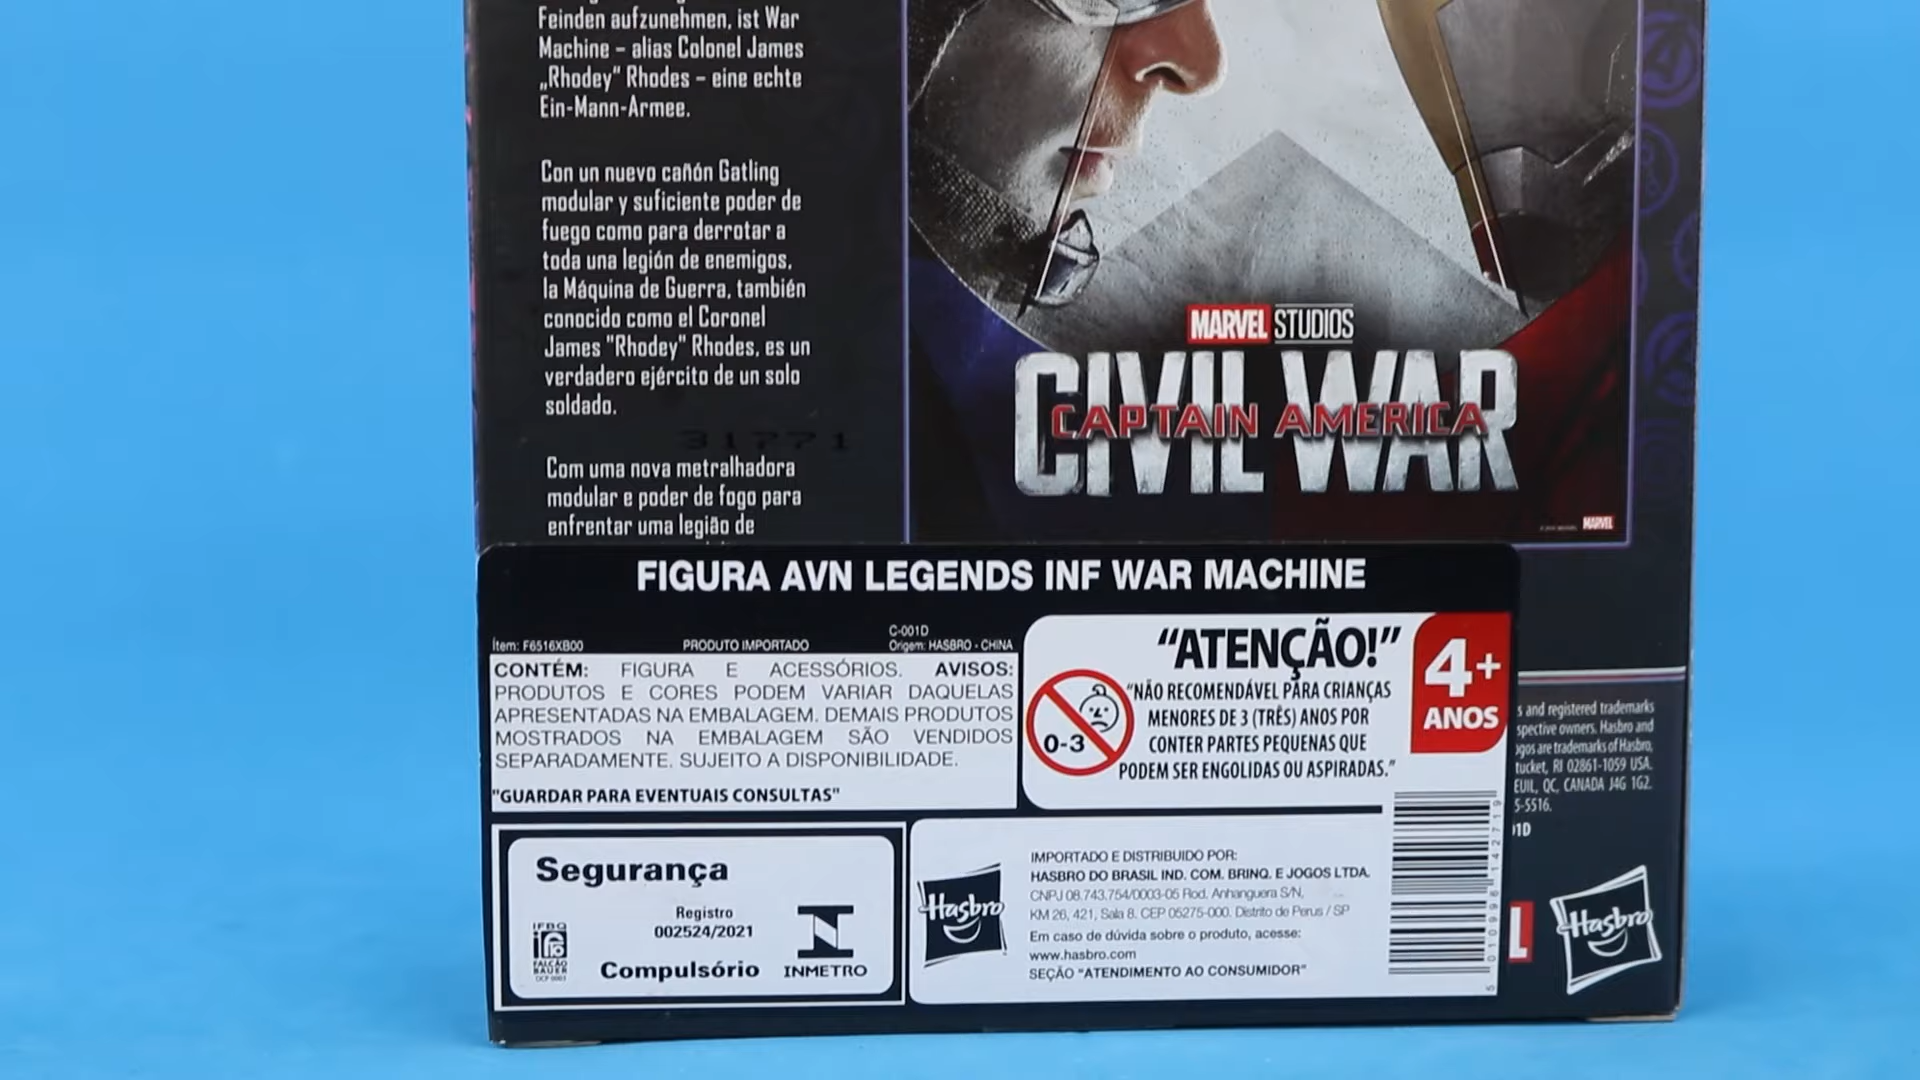 Feinden aufzunehmen, ist War
Machine – alias Colonel James
„Rhodey" Rhodes – eine echte
Ein-Mann-Armee.
Con un nuevo cañón Gatling
modular y suficiente poder de
fuego como para derrotar a
toda una legión de enemigos,
la Máquina de Guerra, también
conocido como el Coronel
James "Rhodey" Rhodes, es un
verdadero ejército de un solo
soldado.
31771
Com uma nova metralhadora
modular e poder de fogo para
enfrentar uma legião de
MARVEL STUDIOS
CIVIL WAR
CAPTAIN AMERICA
MARVEL
FIGURA AVN LEGENDS INF WAR MACHINE
Ítem: F6516XB00
PRODUTO IMPORTADO
C-001D
Origem: HASBRO - CHINA
CONTÉM: FIGURA E ACESSÓRIOS. AVISOS:
PRODUTOS E CORES PODEM VARIAR DAQUELAS
APRESENTADAS NA EMBALAGEM. DEMAIS PRODUTOS
MOSTRADOS NA EMBALAGEM SÃO VENDIDOS
SEPARADAMENTE. SUJEITO A DISPONIBILIDADE.
"GUARDAR PARA EVENTUAIS CONSULTAS"
"ATENÇÃO!"
0-3
"NÃO RECOMENDÁVEL PARA CRIANÇAS
MENORES DE 3 (TRÊS) ANOS POR
CONTER PARTES PEQUENAS QUE
PODEM SER ENGOLIDAS OU ASPIRADAS."
4+
ANOS
s and registered trademarks
spective owners. Hasbro and
ogos are trademarks of Hasbro,
tucket, RI 02861-1059 USA.
EUIL, QC, CANADA J4G 1G2.
5-5516.
01D
Segurança
IFBQ
FALCÃO
BAUER
Registro
002524/2021
Compulsório
INMETRO
Hasbro
IMPORTADO E DISTRIBUIDO POR:
HASBRO DO BRASIL IND. COM. BRINQ. E JOGOS LTDA.
CNPJ 08.743.754/0003-05 Rod. Anhanguera S/N,
KM 26, 421, Sala 8. CEP 05275-000. Distrito de Perus / SP
Em caso de dúvida sobre o produto, acesse:
www.hasbro.com
SEÇÃO "ATENDIMENTO AO CONSUMIDOR"
5 010996 142719
L
Hasbro